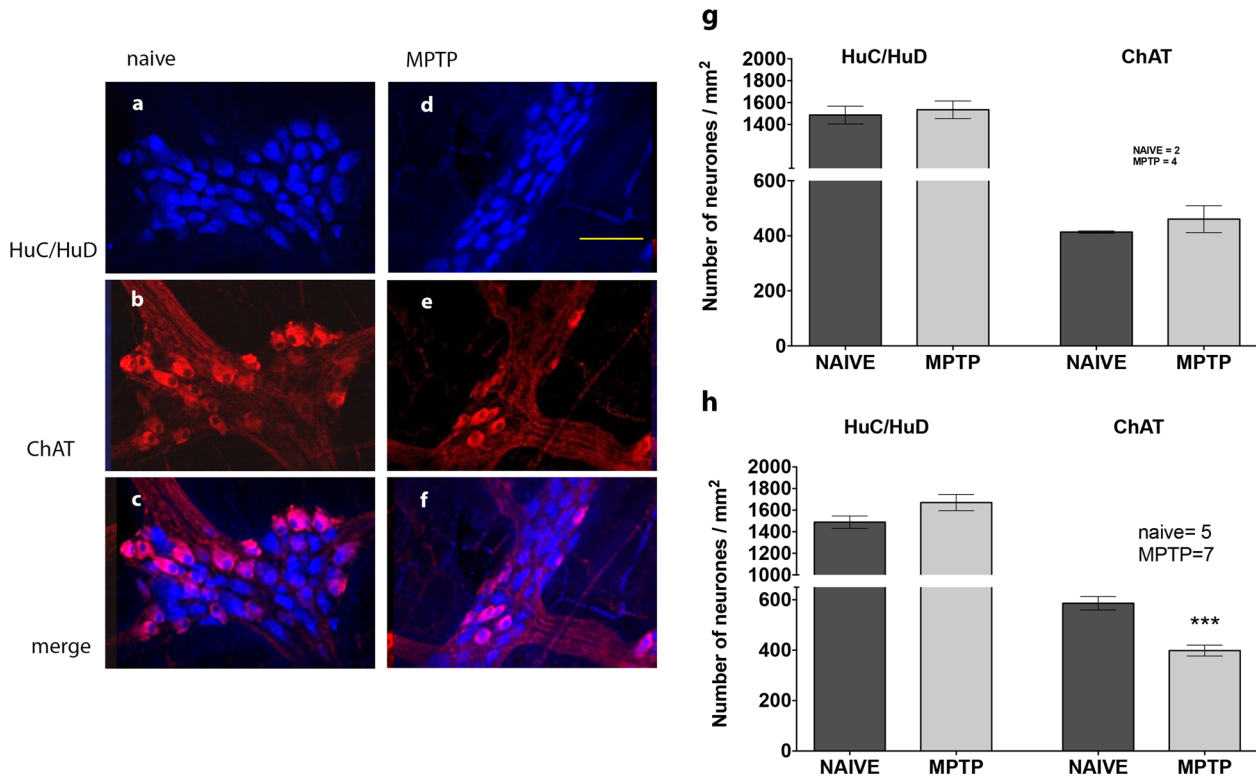 naive
MPTP
HuC/HuD
ChAT
merge
a
d
b
e
c
f
g
HuC/HuD
ChAT
Number of neurones / mm²
2000
1800
1600
1400
600
400
200
0
NAIVE = 2
MPTP = 4
NAIVE
MPTP
NAIVE
MPTP
h
HuC/HuD
ChAT
Number of neurones / mm²
2000
1800
1600
1400
1200
1000
600
400
200
0
naive= 5
MPTP=7
***
NAIVE
MPTP
NAIVE
MPTP